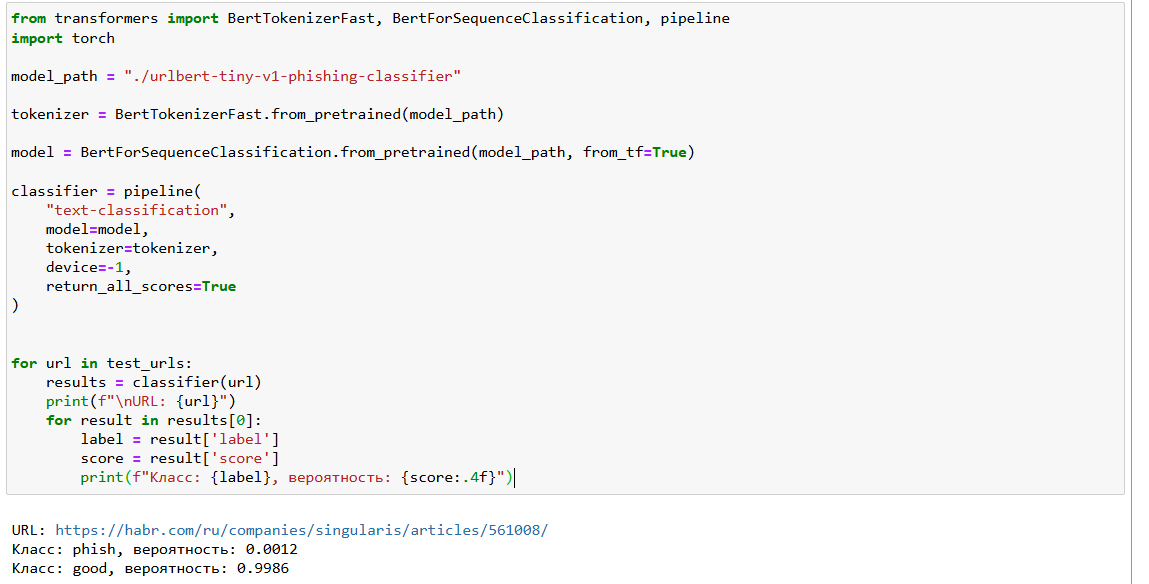 from transformers import BertTokenizerFast, BertForSequenceClassification, pipeline
import torch
model_path = "./urlbert-tiny-v1-phishing-classifier"
tokenizer = BertTokenizerFast.from_pretrained(model_path)
model = BertForSequenceClassification.from_pretrained(model_path, from_tf=True)
classifier = pipeline(
    "text-classification",
    model=model,
    tokenizer=tokenizer,
    device=-1,
    return_all_scores=True
)
for url in test_urls:
    results = classifier(url)
    print(f"\nURL: {url}")
    for result in results[0]:
        label = result['label']
        score = result['score']
        print(f"Класс: {label}, вероятность: {score:.4f}")
URL: https://habr.com/ru/companies/singularis/articles/561008/
Класс: phish, вероятность: 0.0012
Класс: good, вероятность: 0.9986